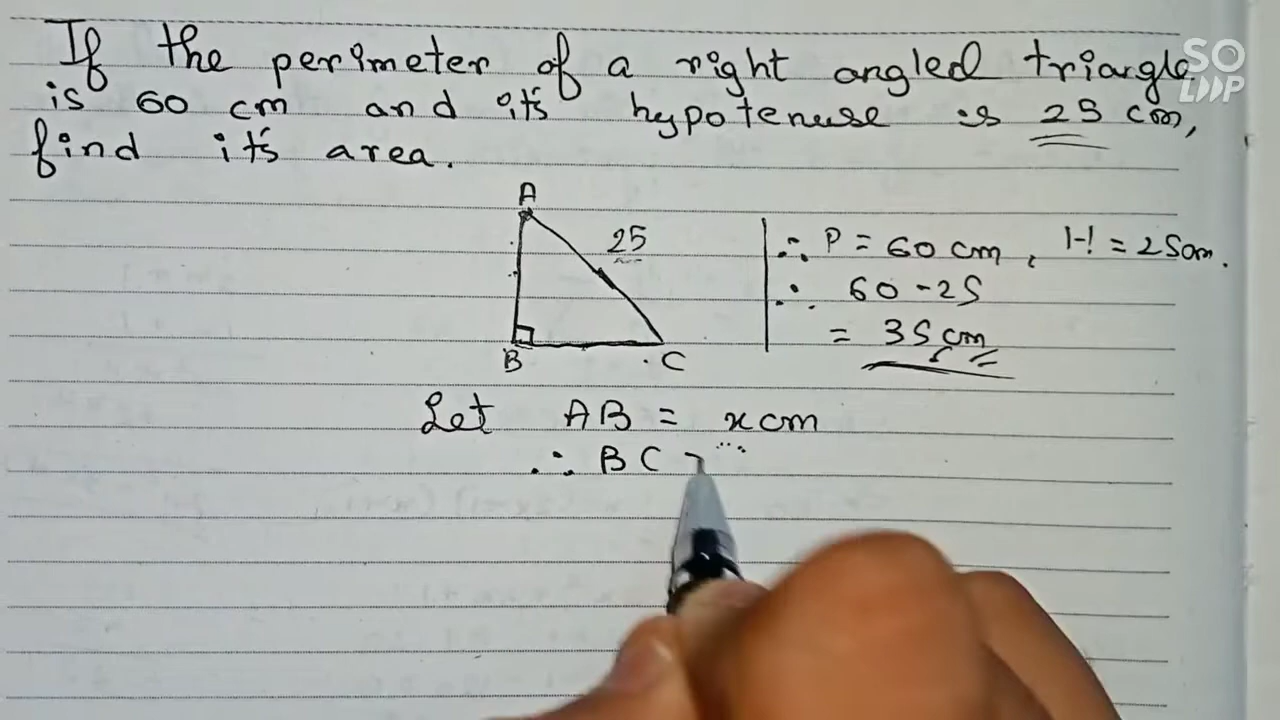 If the perimeter of a right angled triangle
is 60 cm and it's hypotenuse is 25 cm,
find it's area.
A
25
B
C
∴ P = 60 cm, H = 25cm.
∴ 60 - 25
= 35 cm
Let AB = x cm
∴ BC
SO
LOOP